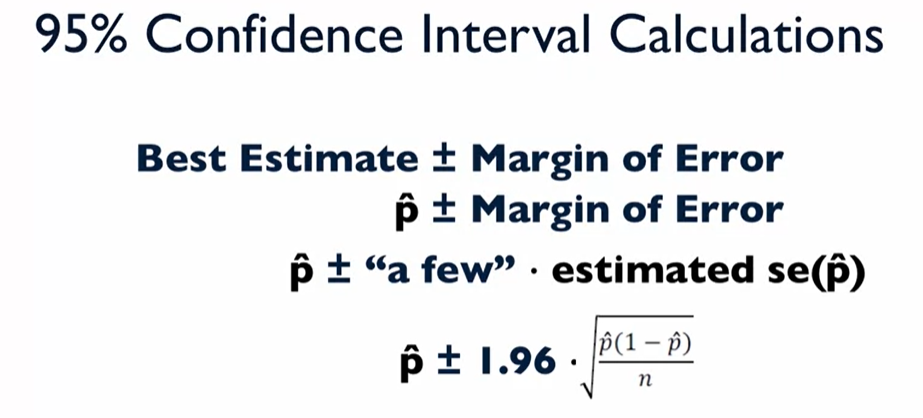 95% Confidence Interval Calculations
Best Estimate ± Margin of Error
p̂ ± Margin of Error
p̂ ± “a few” · estimated se(p̂)
p̂ ± 1.96 · √(p̂(1 − p̂)/n)